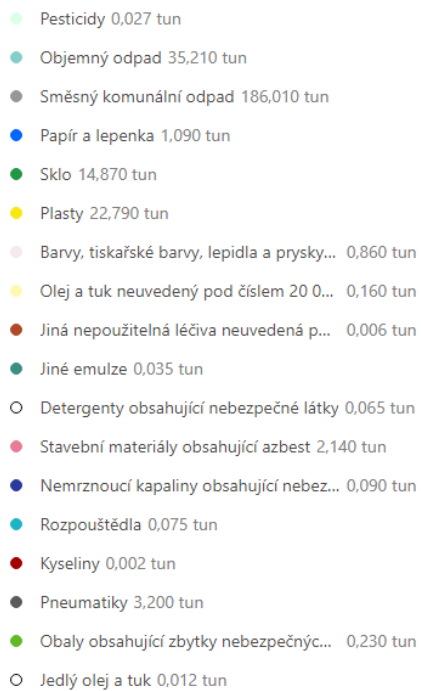 Pesticidy 0,027 tun
Objemný odpad 35,210 tun
Směsný komunální odpad 186,010 tun
Papír a lepenka 1,090 tun
Sklo 14,870 tun
Plasty 22,790 tun
Barvy, tiskařské barvy, lepidla a prysky... 0,860 tun
Olej a tuk neuvedený pod číslem 20 0... 0,160 tun
Jiná nepoužitelná léčiva neuvedená p... 0,006 tun
Jiné emulze 0,035 tun
Detergenty obsahující nebezpečné látky 0,065 tun
Stavební materiály obsahující azbest 2,140 tun
Nemrznoucí kapaliny obsahující nebez... 0,090 tun
Rozpouštědla 0,075 tun
Kyseliny 0,002 tun
Pneumatiky 3,200 tun
Obaly obsahující zbytky nebezpečnýc... 0,230 tun
Jedlý olej a tuk 0,012 tun